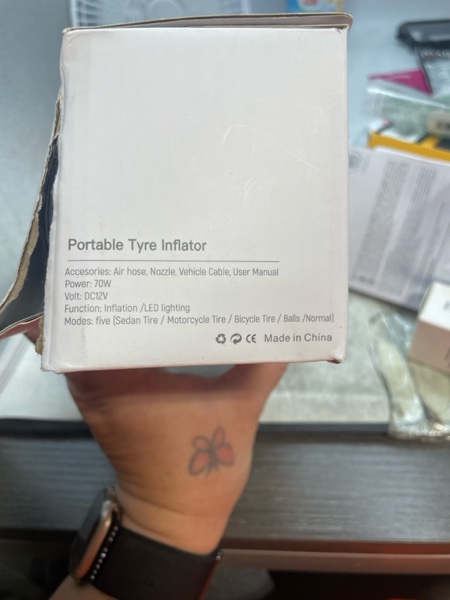 Portable Tyre Inflator
Accesories: Air hose, Nozzle, Vehicle Cable, User Manual
Power: 70W
Volt: DC12V
Function: Inflation /LED lighting
Modes: five (Sedan Tire / Motorcycle Tire / Bicycle Tire / Balls /Normal)
CE Made in China